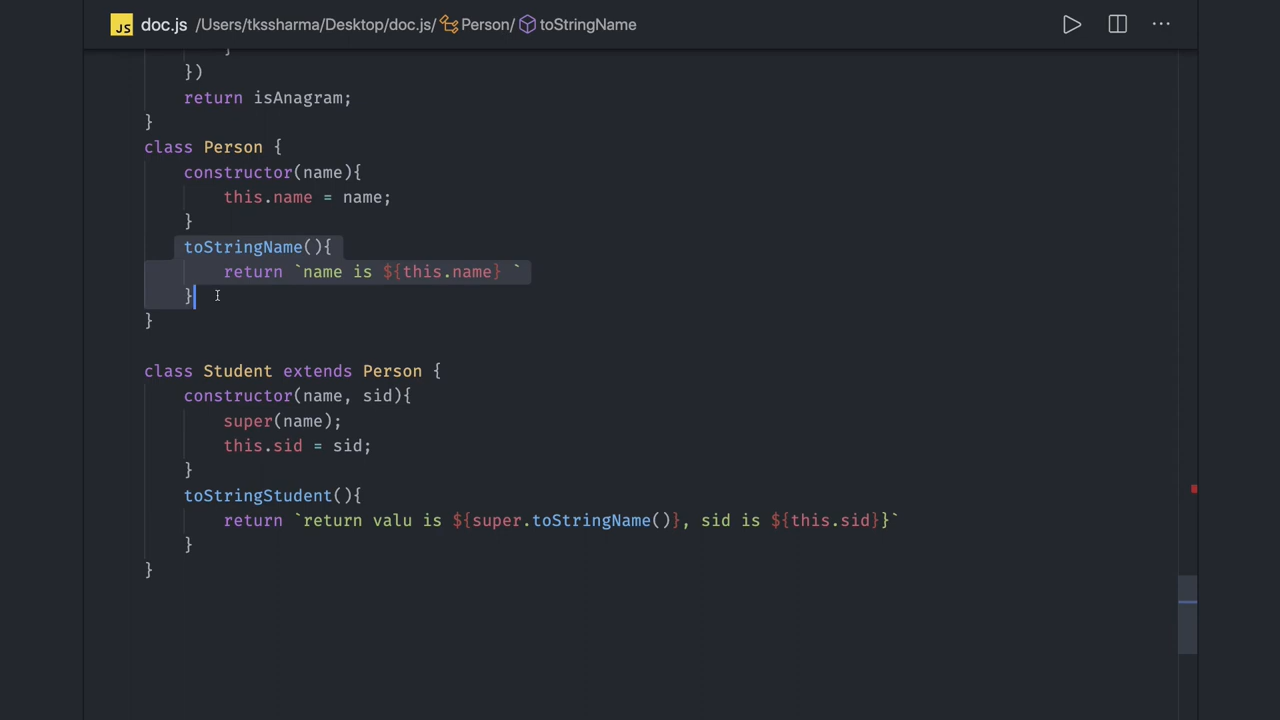 JS doc.js /Users/tkssharma/Desktop/doc.js/ Person/ toStringName
}
})
return isAnagram;
}
class Person {
constructor(name){
this.name = name;
}
toStringName(){
return `name is ${this.name} `
}
}
class Student extends Person {
constructor(name, sid){
super(name);
this.sid = sid;
}
toStringStudent(){
return `return valu is ${super.toStringName()}, sid is ${this.sid}}`
}
}